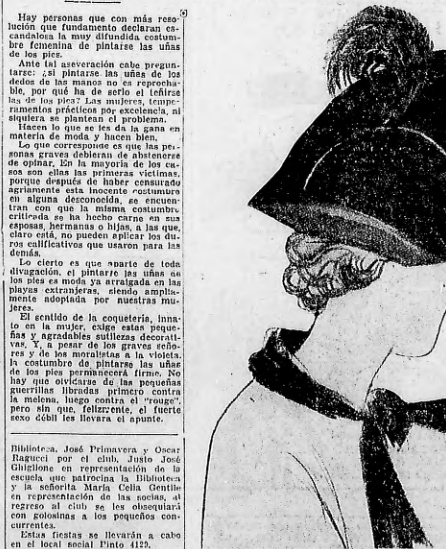 Hay personas que con más reso-
lución que fundamento declaran es-
candalosa la muy difundida costum-
bre femenina de pintarse las uñas
de los pies.
Ante tal aseveración cabe pregun-
tarse: ¿si pintarse las uñas de los
dedos de las manos no es reprocha-
ble, por qué ha de serlo el teñirse
las de los pies? Las mujeres, tempe-
ramentos prácticos por excelencia, ni
siquiera se plantean el problema.
Hacen lo que se les da la gana en
materia de moda y hacen bien.
Lo que corresponde es que las per-
sonas graves debieran de abstenerse
de opinar. En la mayoría de los ca-
sos son ellas las primeras víctimas,
porque después de haber censurado
agriamente esta inocente costumbre
en alguna desconocida, se encuen-
tran con que la misma costumbre
criticada se ha hecho carne en sus
esposas, hermanas o hijas, a las que,
claro está, no pueden aplicar los du-
ros calificativos que usaron para las
demás.
Lo cierto es que aparte de toda
divagación, el pintarse las uñas de
los pies es moda ya arraigada en las
playas extranjeras, siendo amplia-
mente adoptada por nuestras mu-
jeres.
El sentido de la coquetería, inna-
to en la mujer, exige estas peque-
ñas y agradables sutilezas decorati-
vas. Y, a pesar de los graves seño-
res y de los moralistas a la violeta,
la costumbre de pintarse las uñas
de los pies permanecerá firme. No
hay que olvidarse de las pequeñas
guerrillas libradas primero contra
la melena, luego contra el "rouge",
pero sin que, felizmente, el fuerte
sexo débil les llevara el apunte.
Biblioteca, José Primavera y Oscar
Ragucci por el club, Justo José
Ghiglione en representación de la
escuela que patrocina la Biblioteca
y la señorita María Celia Gentile
en representación de las socias, al
regreso al club se les obsequiará
con golosinas a los pequeños con-
currentes.
Estas fiestas se llevarán a cabo
en el local social Pinto 4129.